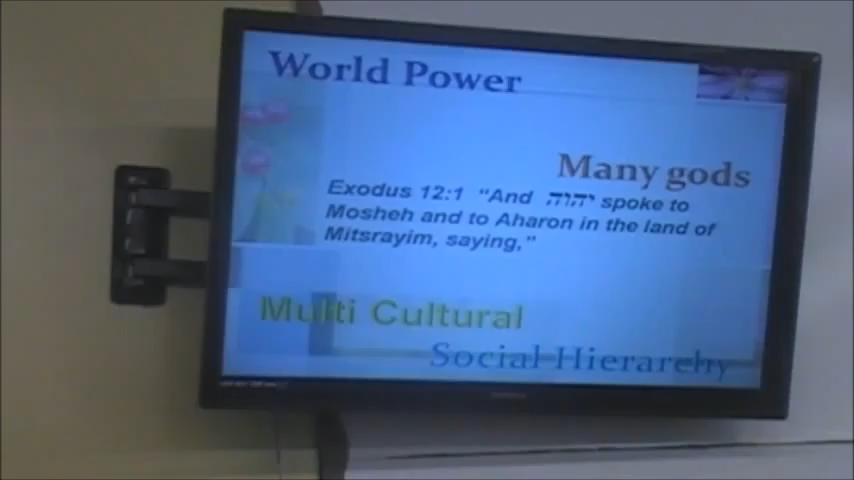 World Power
Many gods
Exodus 12:1 "And יהוה spoke to
Mosheh and to Aharon in the land of
Mitsrayim, saying,"
Multi Cultural
Social Hierarchy